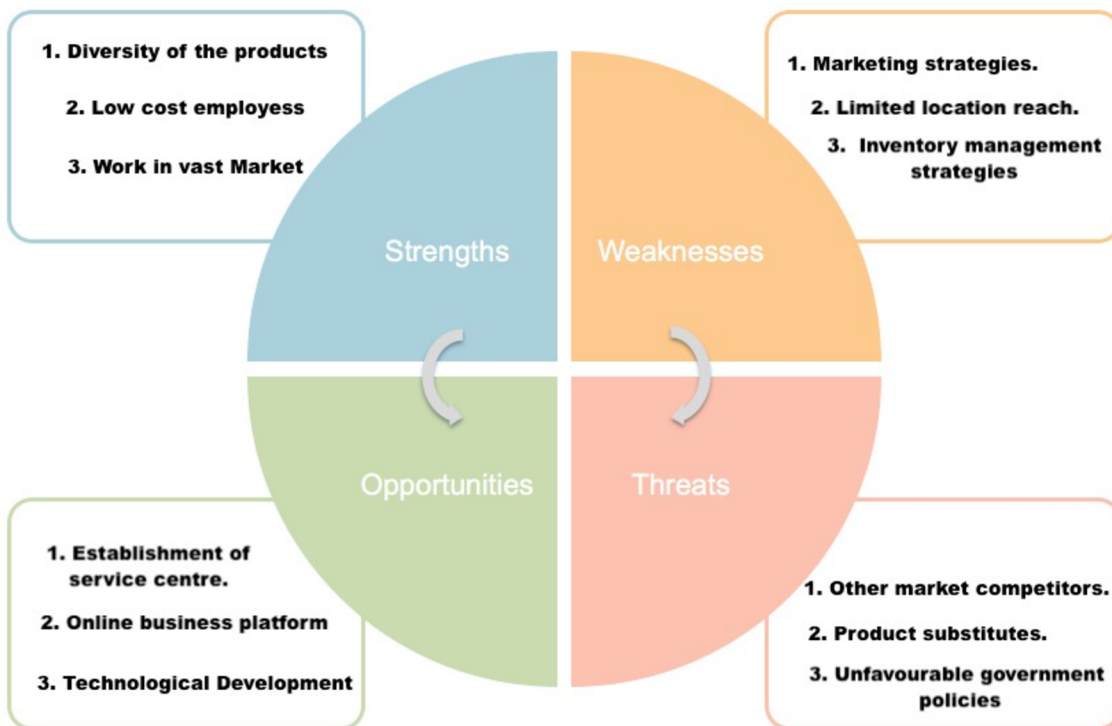 1. Diversity of the products
2. Low cost employess
3. Work in vast Market
1. Marketing strategies.
2. Limited location reach.
3. Inventory management
strategies
Strengths
Weaknesses
Opportunities
Threats
1. Establishment of
service centre.
2. Online business platform
3. Technological Development
1. Other market competitors.
2. Product substitutes.
3. Unfavourable government
policies